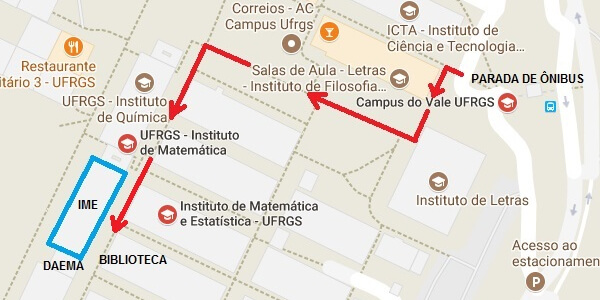 Correios - AC
Campus Ufrgs
ICTA - Instituto de
Ciência e Tecnologia...
Restaurante
itário 3 - UFRGS
Salas de Aula - Letras
- Instituto de Filosofia...
PARADA DE ÔNIBUS
Campus do Vale UFRGS
UFRGS - Instituto
de Química
UFRGS - Instituto
de Matemática
Instituto de Letras
IME
Instituto de Matemática
e Estatística - UFRGS
Acesso ao
estacionamen
DAEMA
BIBLIOTECA
P